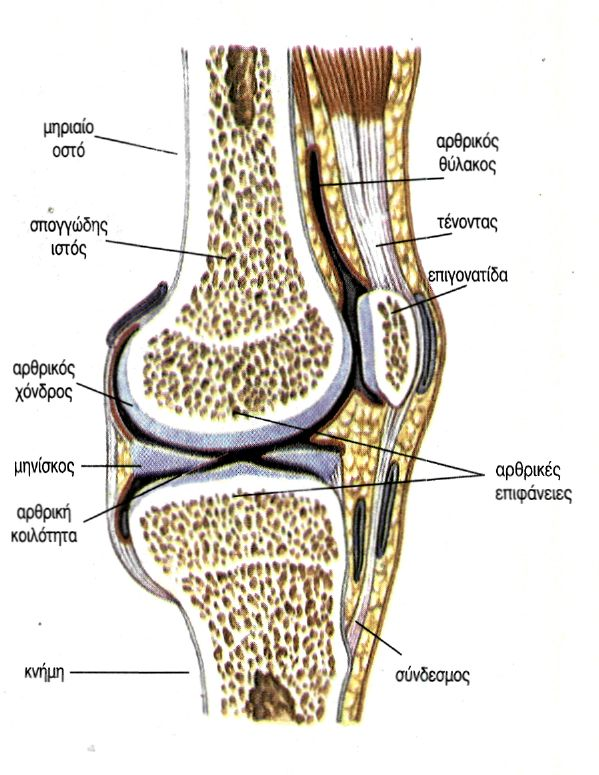 μηριαίο
οστό
αρθρικός
θύλακος
σπογγώδης
ιστός
τένοντας
επιγονατίδα
αρθρικός
χόνδρος
μηνίσκος
αρθρικές
επιφάνειες
αρθρική
κοιλότητα
κνήμη
σύνδεσμος